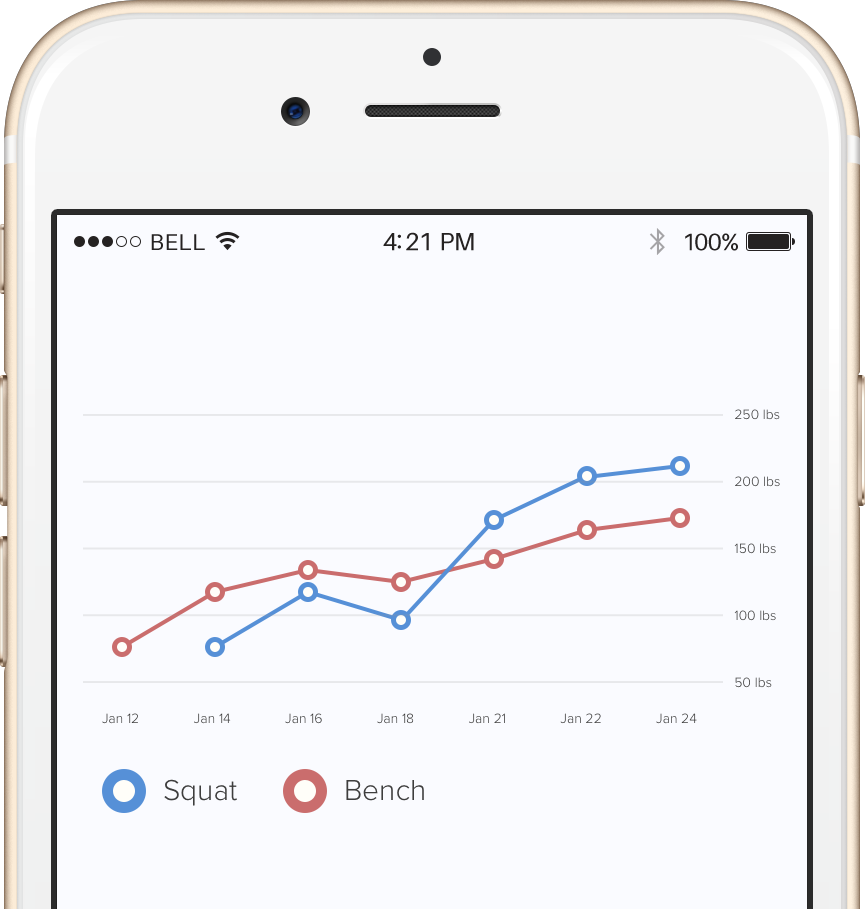 BELL 4:21 PM 100%
250 lbs
200 lbs
150 lbs
100 lbs
50 lbs
Jan 12 Jan 14 Jan 16 Jan 18 Jan 21 Jan 22 Jan 24
Squat Bench